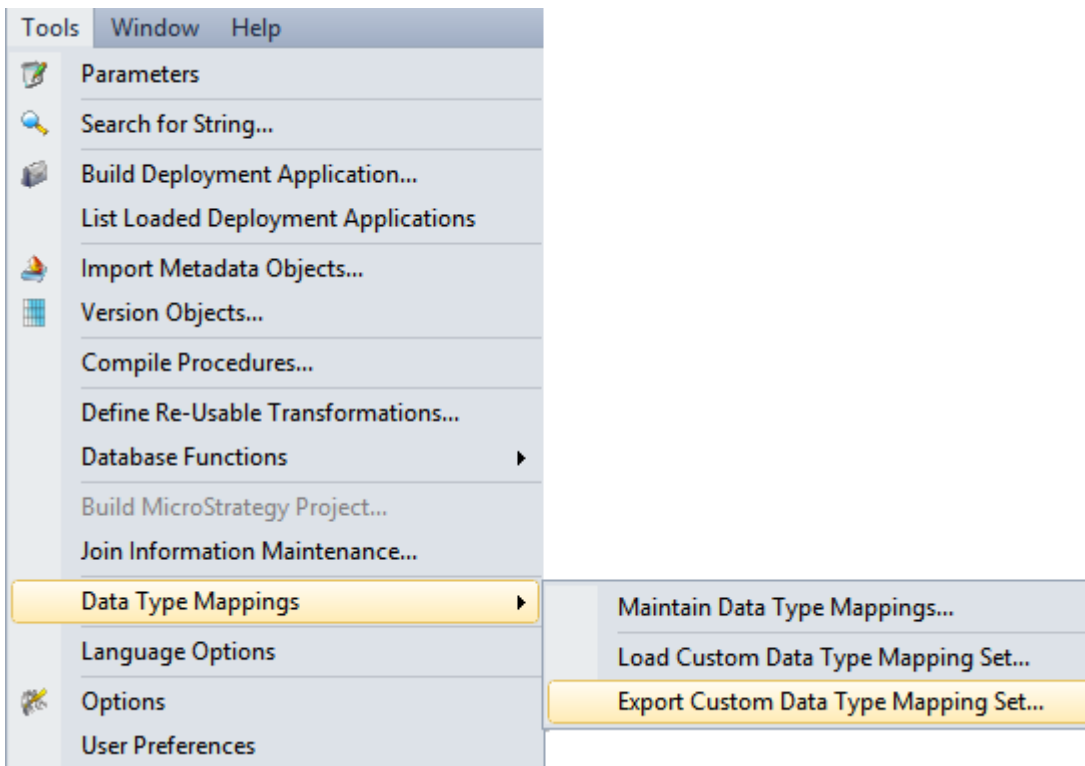 Tools Window Help
Parameters
Search for String...
Build Deployment Application...
List Loaded Deployment Applications
Import Metadata Objects...
Version Objects...
Compile Procedures...
Define Re-Usable Transformations...
Database Functions
Build MicroStrategy Project...
Join Information Maintenance...
Data Type Mappings
Maintain Data Type Mappings...
Language Options
Load Custom Data Type Mapping Set...
Options
Export Custom Data Type Mapping Set...
User Preferences